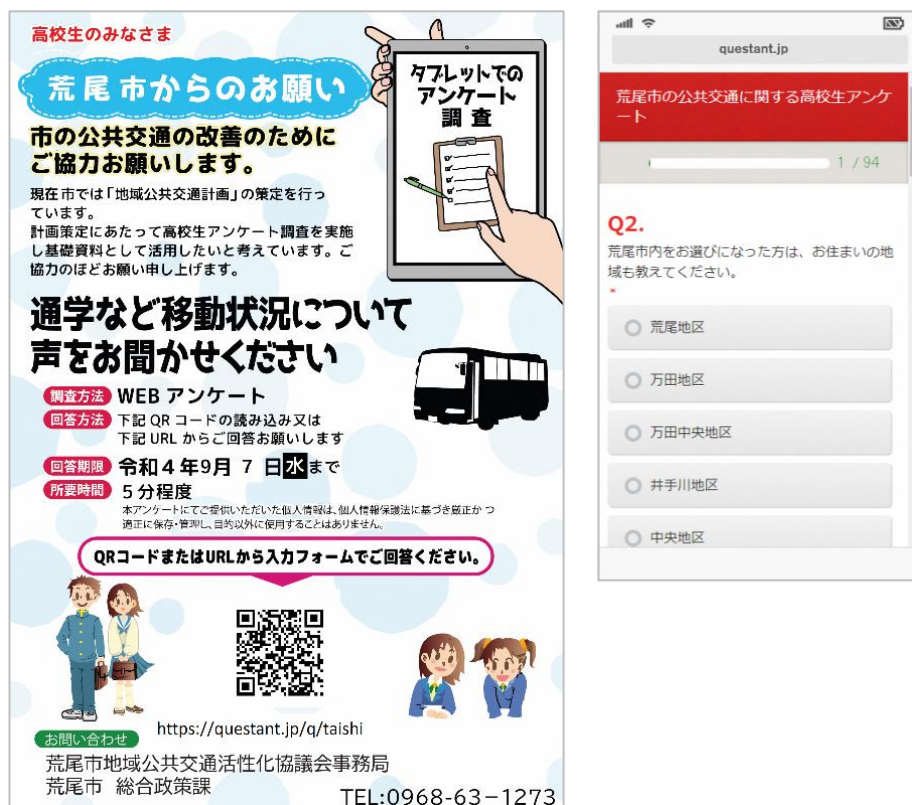 高校生のみなさま
荒尾市からのお願い
市の公共交通の改善のために
ご協力お願いします。
現在市では「地域公共交通計画」の策定を行っ
ています。
計画策定にあたって高校生アンケート調査を実施
し基礎資料として活用したいと考えています。ご
協力のほどお願い申し上げます。
タブレットでの
アンケート
調査
通学など移動状況について
声をお聞かせください
調査方法 WEB アンケート
回答方法 下記 QR コードの読み込み又は
下記 URL からご回答お願いします
回答期限 令和4年9月 7 日水まで
所要時間 5分程度
本アンケートにてご提供いただいた個人情報は、個人情報保護法に基づき厳正かつ
適正に保存・管理し、目的以外に使用することはありません。
QRコードまたはURLから入力フォームでご回答ください。
https://questant.jp/q/taishi
お問い合わせ
荒尾市地域公共交通活性化協議会事務局
荒尾市 総合政策課
TEL:0968-63-1273
questant.jp
荒尾市の公共交通に関する高校生アンケ
ート
1 / 94
Q2.
荒尾市内をお選びになった方は、お住まいの地
域も教えてください。
*
荒尾地区
万田地区
万田中央地区
井手川地区
中央地区